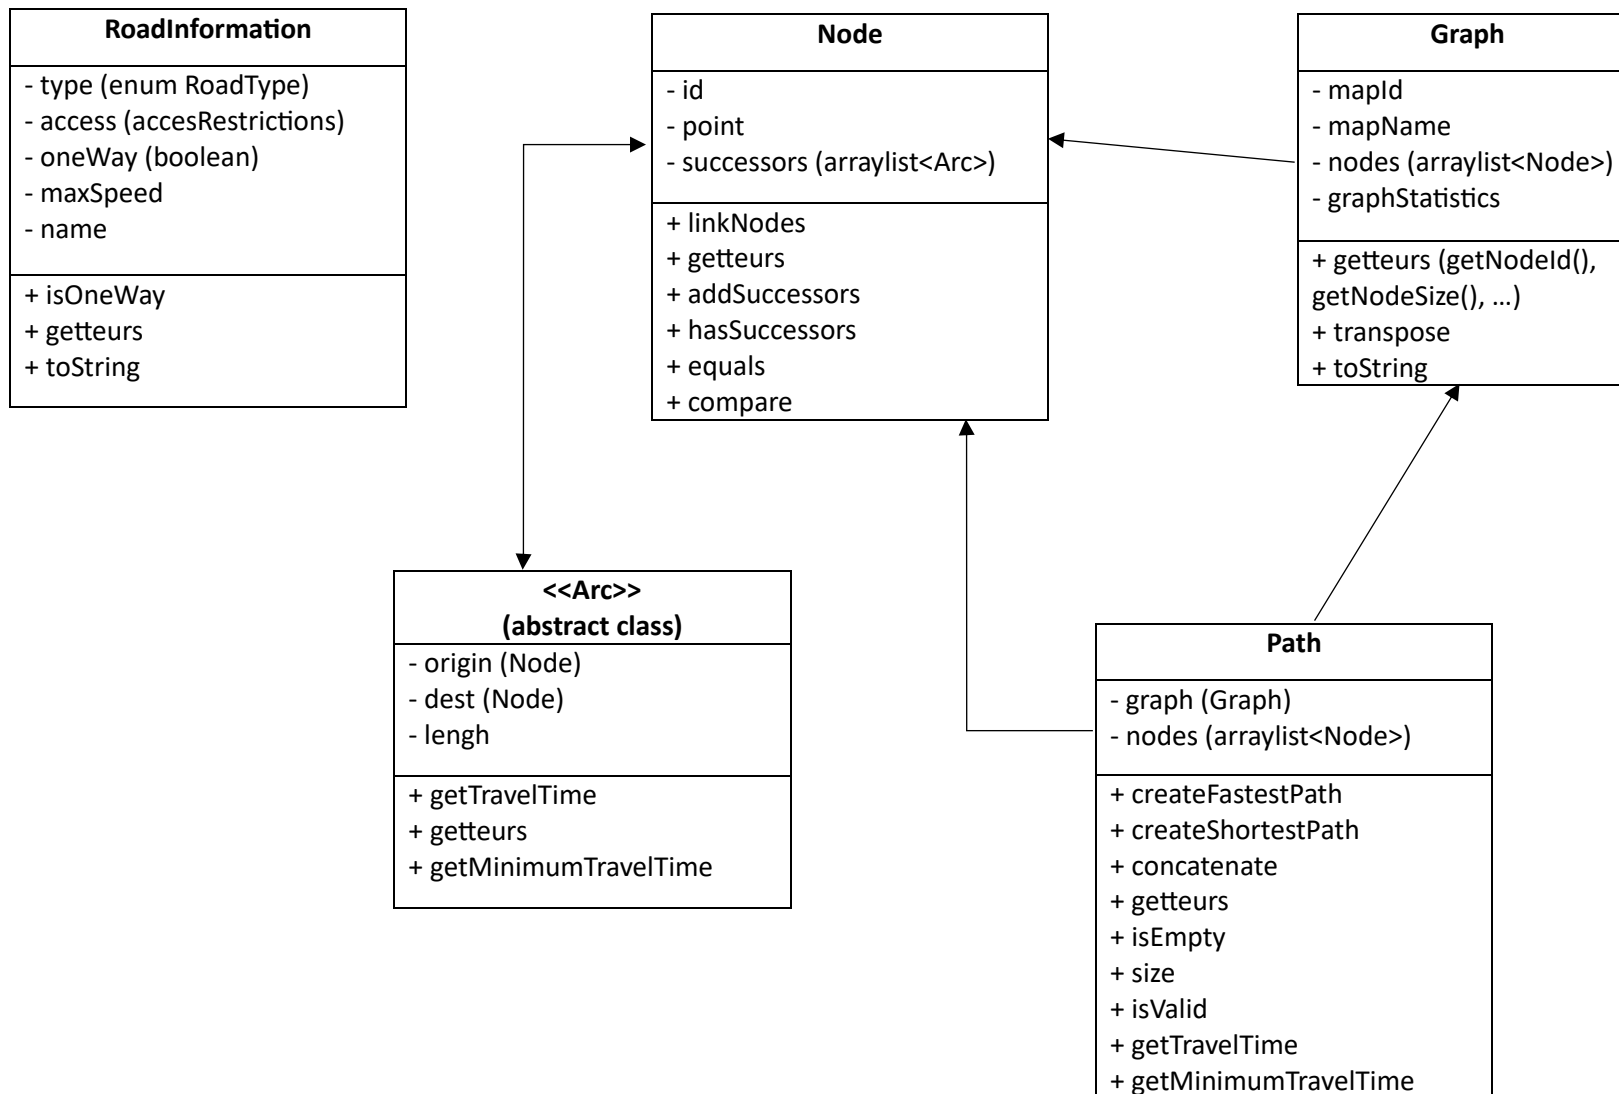 RoadInformation
- type (enum RoadType)
- access (accesRestrictions)
- oneWay (boolean)
- maxSpeed
- name
+ isOneWay
+ getteurs
+ toString
Node
- id
- point
- successors (arraylist<Arc>)
+ linkNodes
+ getteurs
+ addSuccessors
+ hasSuccessors
+ equals
+ compare
Graph
- mapId
- mapName
- nodes (arraylist<Node>)
- graphStatistics
+ getteurs (getNodeId(),
getNodeSize(), ...)
+ transpose
+ toString
<<Arc>>
(abstract class)
- origin (Node)
- dest (Node)
- lengh
+ getTravelTime
+ getteurs
+ getMinimumTravelTime
Path
- graph (Graph)
- nodes (arraylist<Node>)
+ createFastestPath
+ createShortestPath
+ concatenate
+ getteurs
+ isEmpty
+ size
+ isValid
+ getTravelTime
+ getMinimumTravelTime